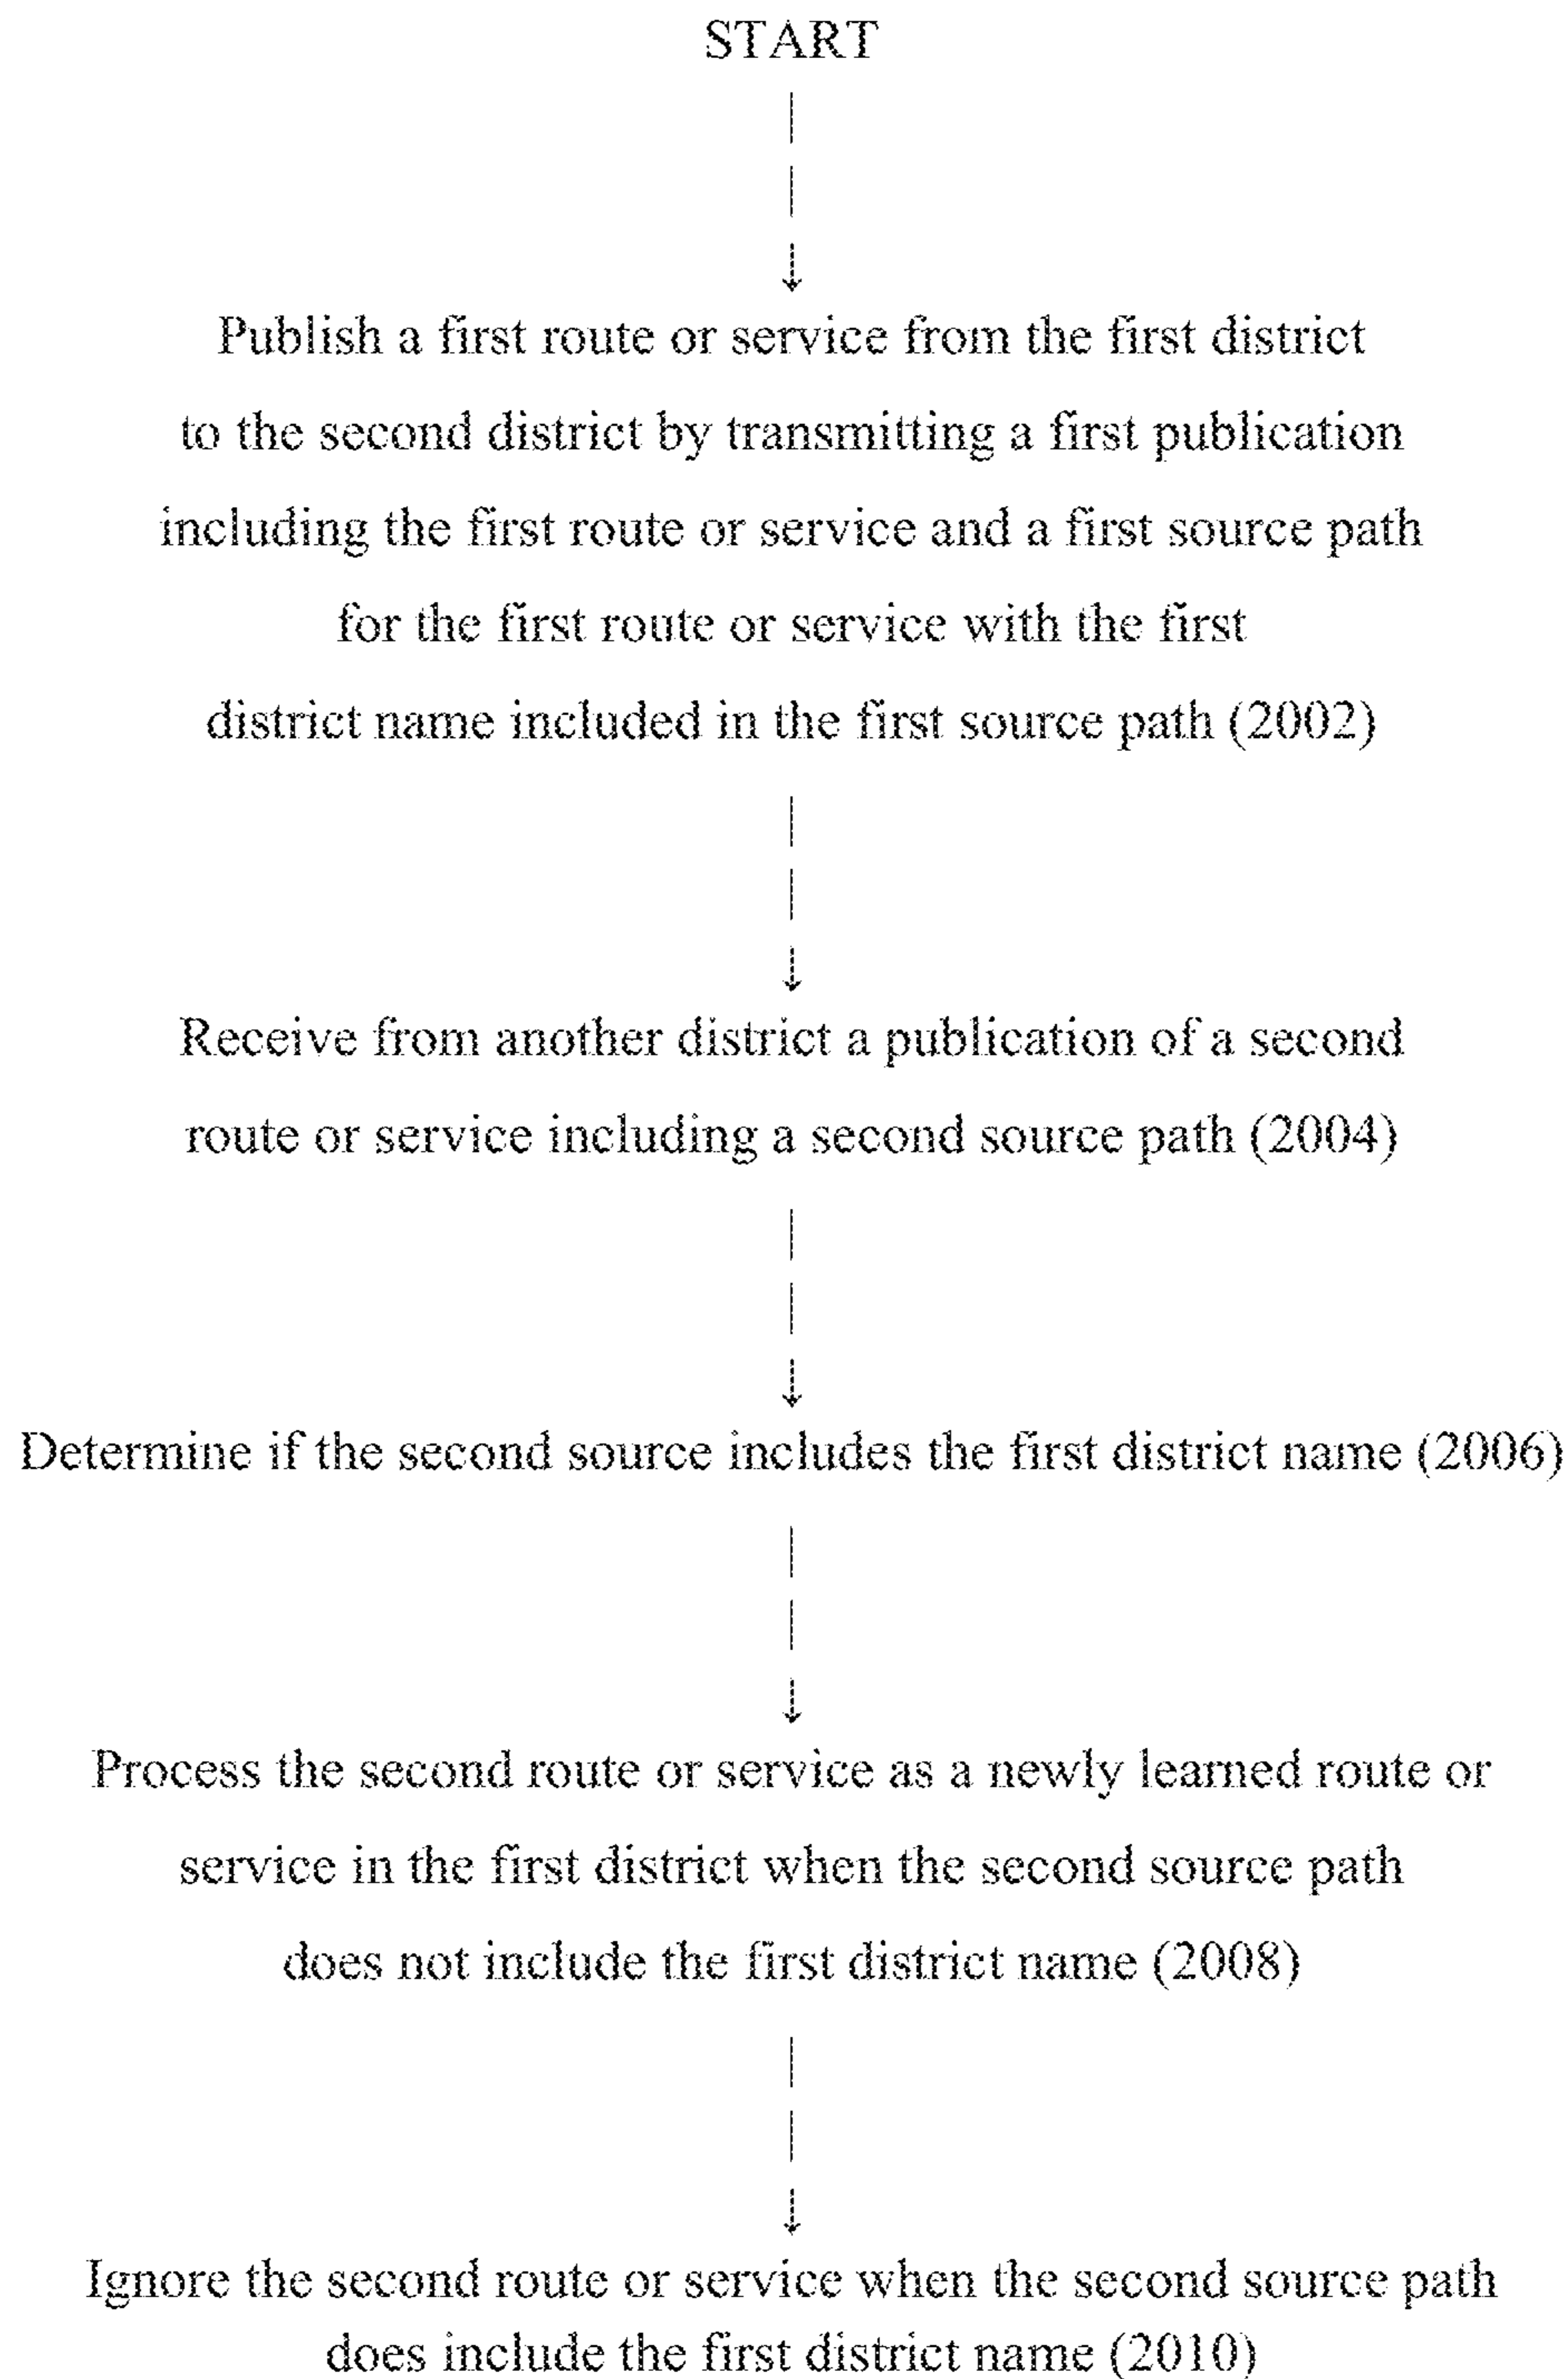 START
Publish a first route or service from the first district
to the second district by transmitting a first publication
including the first route or service and a first source path
for the first route or service with the first
district name included in the first source path (2002)
Receive from another district a publication of a second
route or service including a second source path (2004)
Determine if the second source includes the first district name (2006)
Process the second route or service as a newly learned route or
service in the first district when the second source path
does not include the first district name (2008)
Ignore the second route or service when the second source path
does include the first district name (2010)